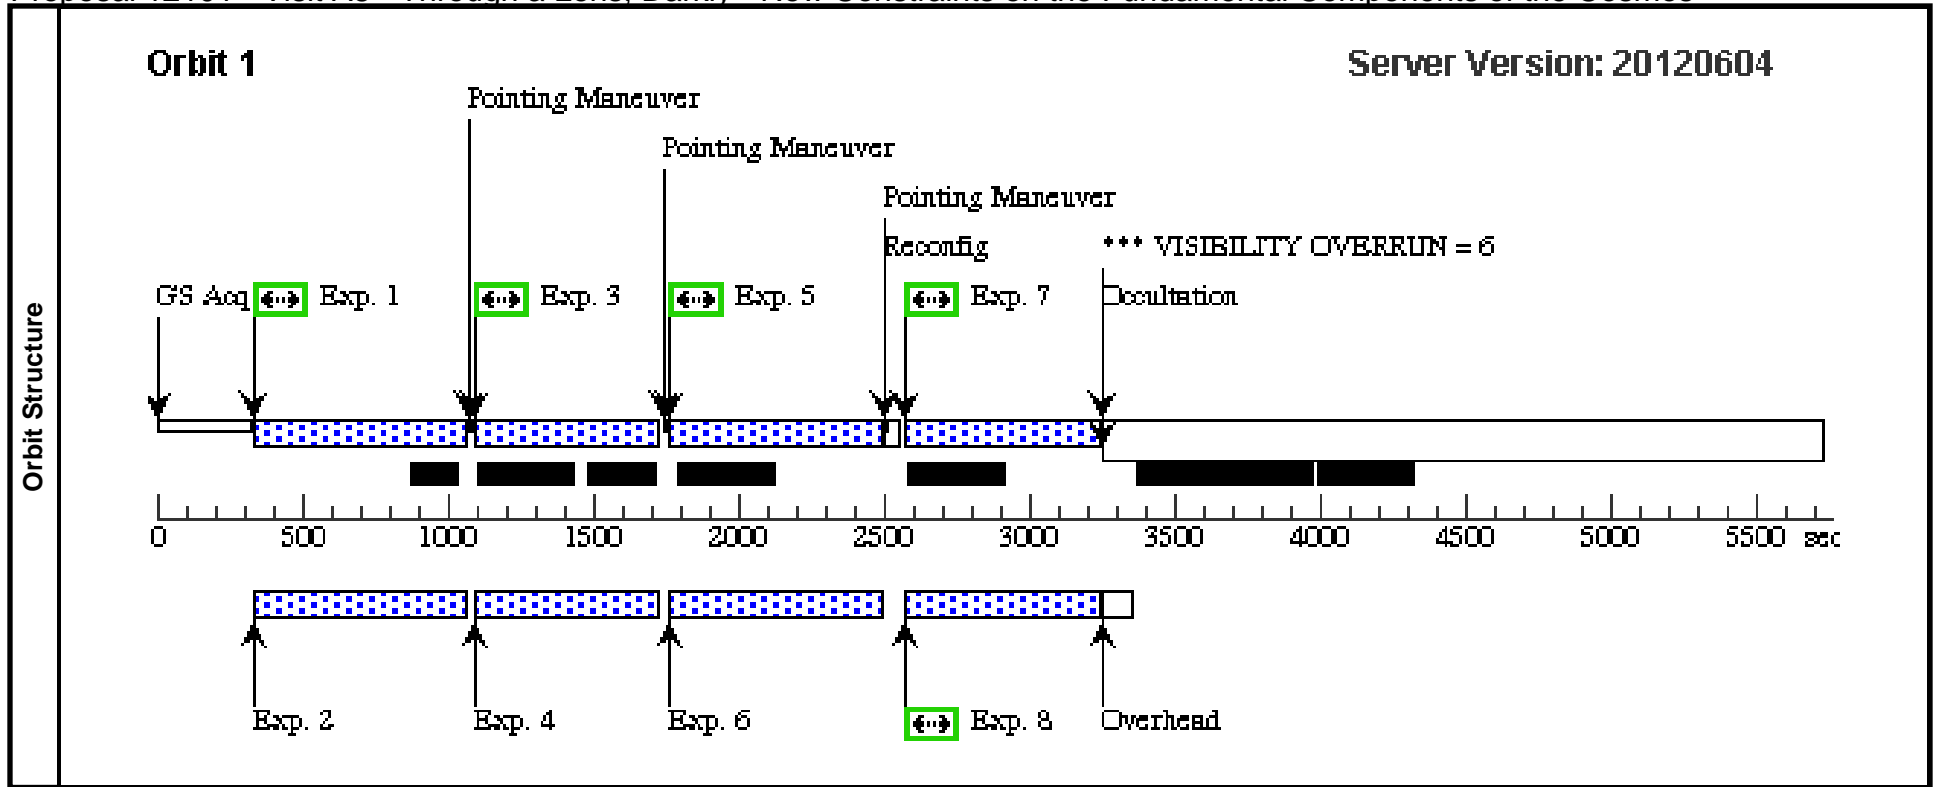 Orbit 1
Server Version: 20120604
Pointing Maneuver
Pointing Maneuver
Pointing Maneuver
Reconfig
*** VISIBILITY OVERRUN = 6
GS Acq
Exp. 1
Exp. 3
Exp. 5
Exp. 7
Occultation
Orbit Structure
0 500 1000 1500 2000 2500 3000 3500 4000 4500 5000 5500 sec
Exp. 2
Exp. 4
Exp. 6
Exp. 8
Overhead